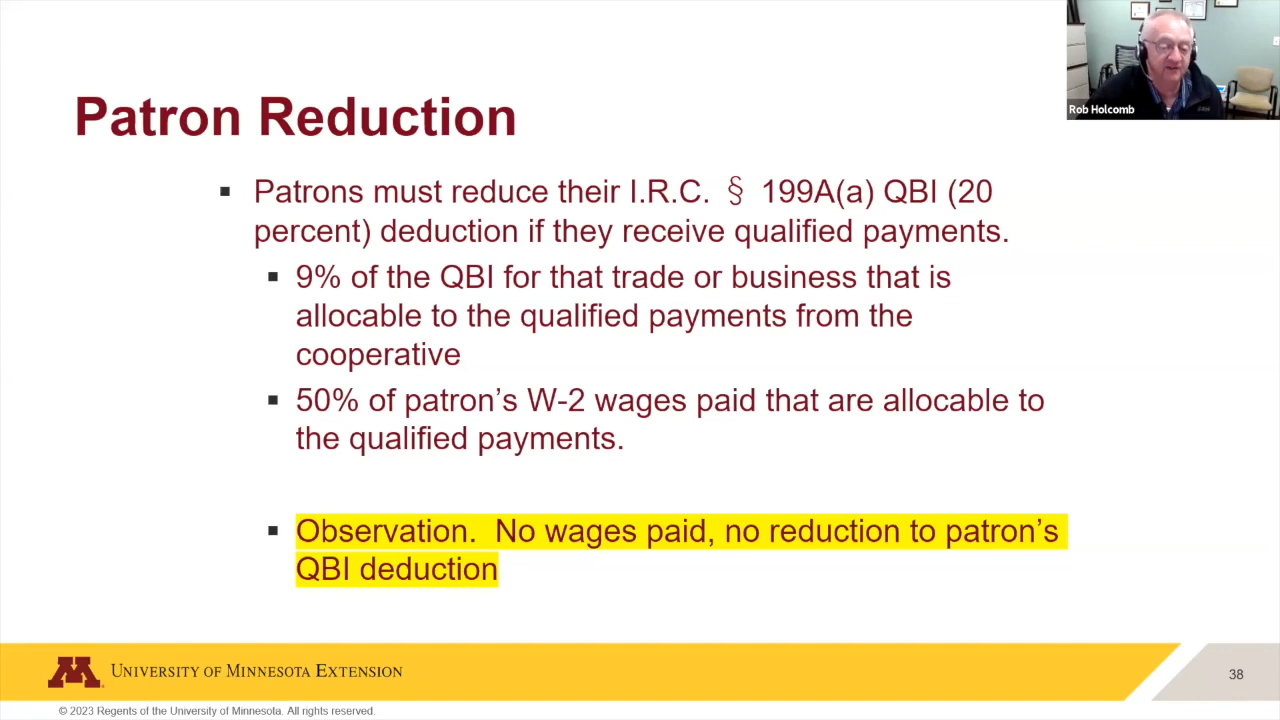 Rob Holcomb
Patron Reduction
▪ Patrons must reduce their I.R.C. § 199A(a) QBI (20
percent) deduction if they receive qualified payments.
▪ 9% of the QBI for that trade or business that is
allocable to the qualified payments from the
cooperative
▪ 50% of patron’s W-2 wages paid that are allocable to
the qualified payments.
▪ Observation. No wages paid, no reduction to patron’s
QBI deduction
M University of Minnesota Extension
38
© 2023 Regents of the University of Minnesota. All rights reserved.